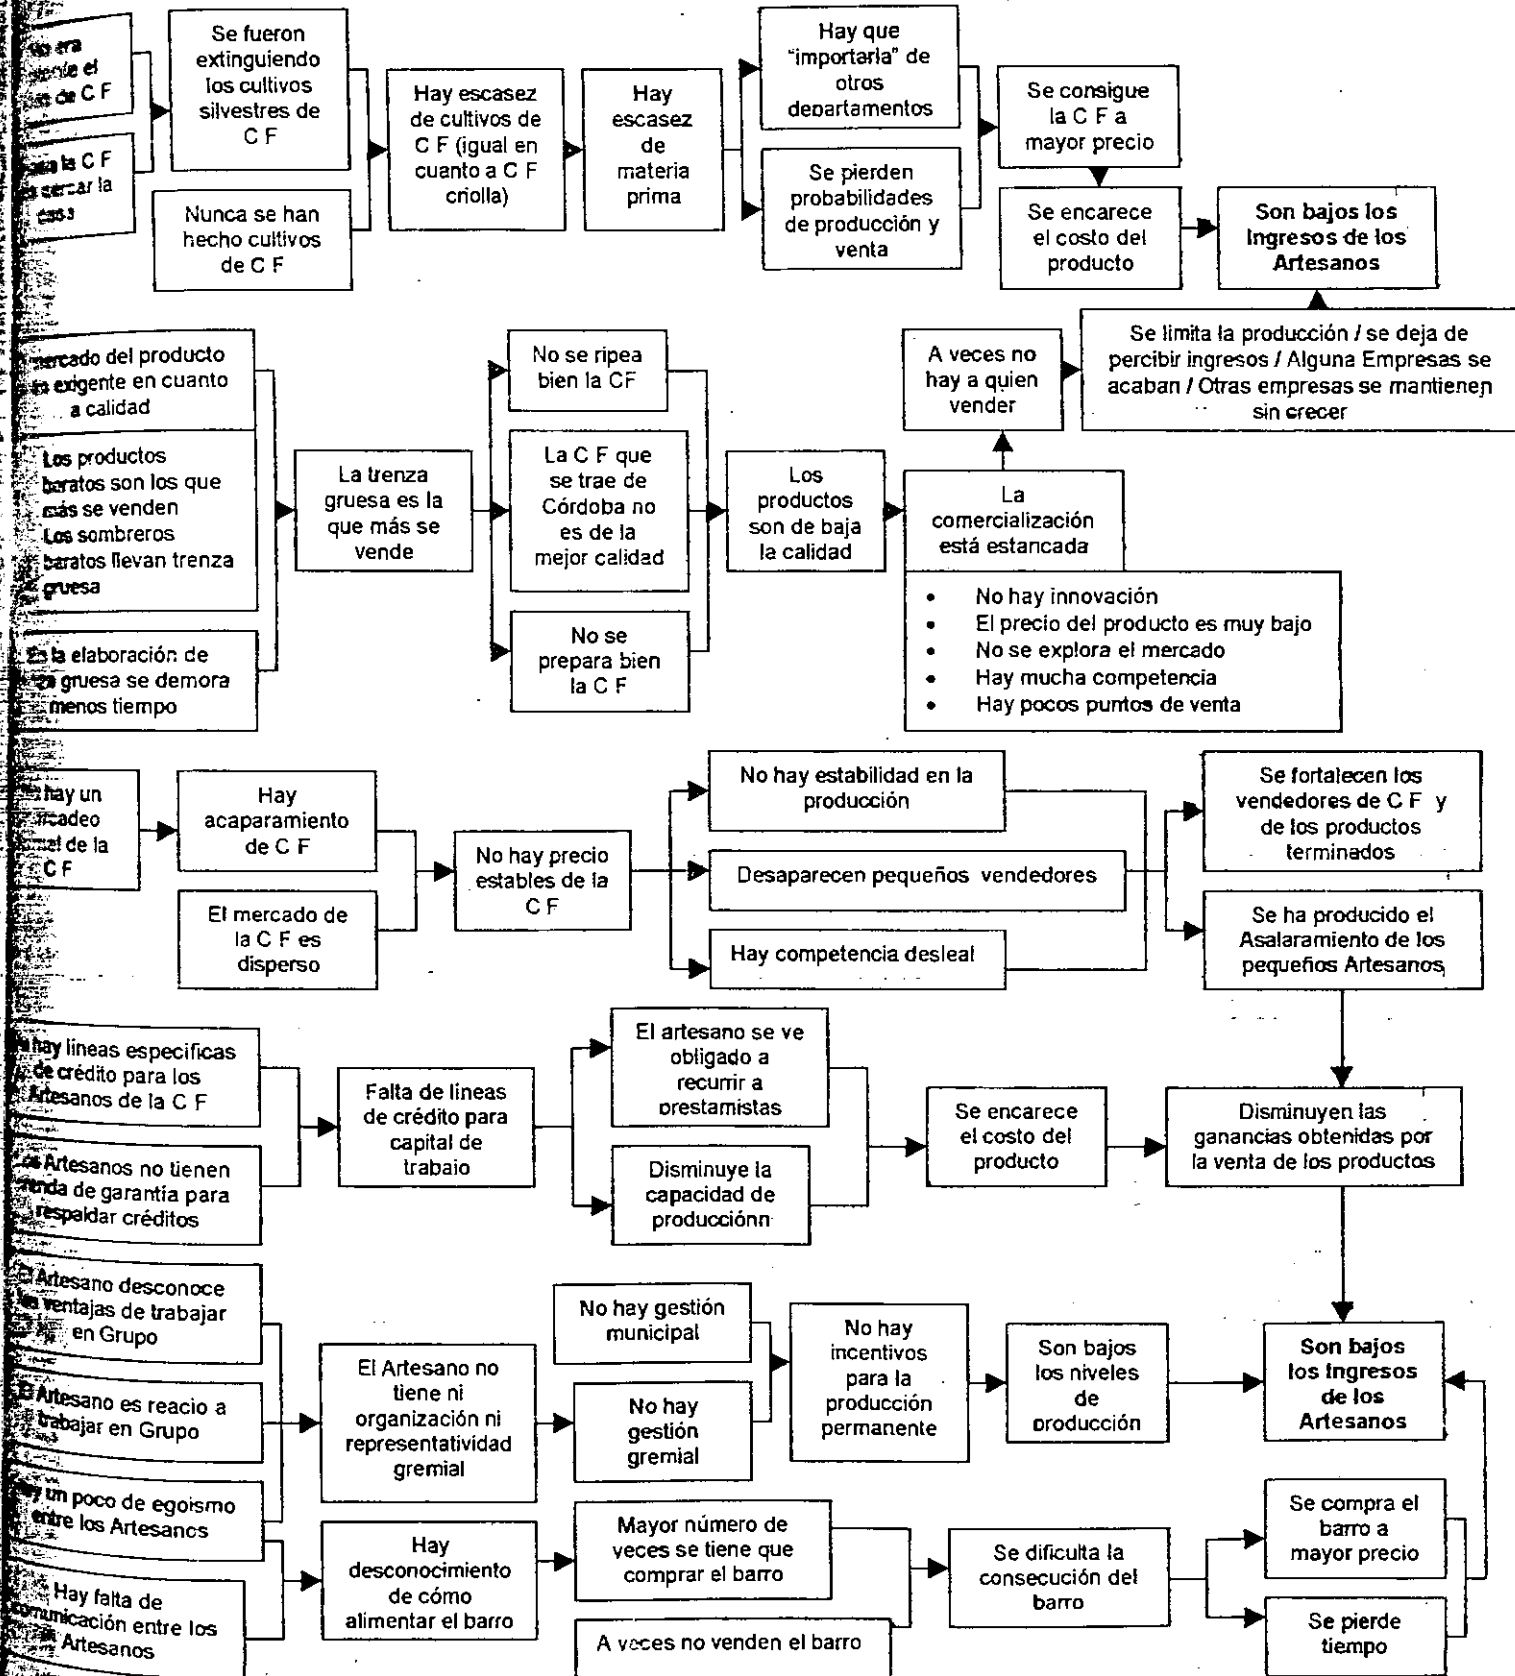 No era
el
de C F
la C F
cercar la
casa
Se fueron
extinguiendo
los cultivos
silvestres de
C F
Nunca se han
hecho cultivos
de C F
Hay escasez
de cultivos de
C F (igual en
cuanto a C F
criolla)
Hay
escasez
de
materia
prima
Hay que
"importarla" de
otros
departamentos
Se pierden
probabilidades
de producción y
venta
Se consigue
la C F a
mayor precio
Se encarece
el costo del
producto
Son bajos los
Ingresos de los
Artesanos
mercado del producto
exigente en cuanto
a calidad
Los productos
baratos son los que
más se venden
Los sombreros
baratos llevan trenza
gruesa
En la elaboración de
gruesa se demora
menos tiempo
La trenza
gruesa es la
que más se
vende
No se ripea
bien la CF
La C F que
se trae de
Córdoba no
es de la
mejor calidad
No se
prepara bien
la C F
Los
productos
son de baja
la calidad
A veces no
hay a quien
vender
La
comercialización
está estancada
• No hay innovación
• El precio del producto es muy bajo
• No se explora el mercado
• Hay mucha competencia
• Hay pocos puntos de venta
Se limita la producción / se deja de
percibir ingresos / Alguna Empresas se
acaban / Otras empresas se mantienen
sin crecer
hay un
de la
C F
Hay
acaparamiento
de C F
El mercado de
la C F es
disperso
No hay precio
estables de la
C F
No hay estabilidad en la
producción
Desaparecen pequeños vendedores
Hay competencia desleal
Se fortalecen los
vendedores de C F y
de los productos
terminados
Se ha producido el
Asalaramiento de los
pequeños Artesanos
hay líneas especificas
de crédito para los
Artesanos de la C F
Artesanos no tienen
de garantía para
respaldar créditos
Falta de líneas
de crédito para
capital de
trabajo
El artesano se ve
obligado a
recurrir a
prestamistas
Disminuye la
capacidad de
producciónn
Se encarece
el costo del
producto
Disminuyen las
ganancias obtenidas por
la venta de los productos
El Artesano desconoce
ventajas de trabajar
en Grupo
El Artesano es reacio a
trabajar en Grupo
un poco de egoismo
entre los Artesanos
Hay falta de
comunicación entre los
Artesanos
El Artesano no
tiene ni
organización ni
representatividad
gremial
No hay gestión
municipal
No hay
gestión
gremial
No hay
incentivos
para la
producción
permanente
Son bajos
los niveles
de
producción
Son bajos
los Ingresos
de los
Artesanos
Hay
desconocimiento
de cómo
alimentar el barro
Mayor número de
veces se tiene que
comprar el barro
A veces no venden el barro
Se dificulta la
consecución del
barro
Se compra el
barro a
mayor precio
Se pierde
tiempo